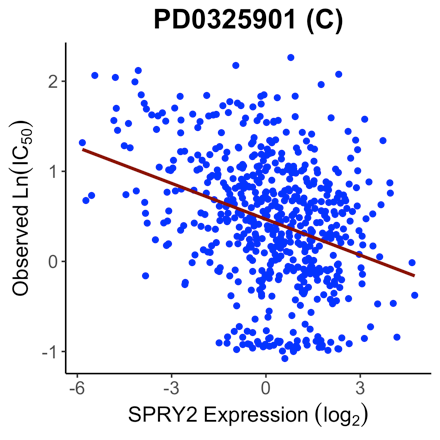 PD0325901 (C)
Observed Ln(IC₅₀)
2
1
0
-1
-6 -3 0 3
SPRY2 Expression (log₂)